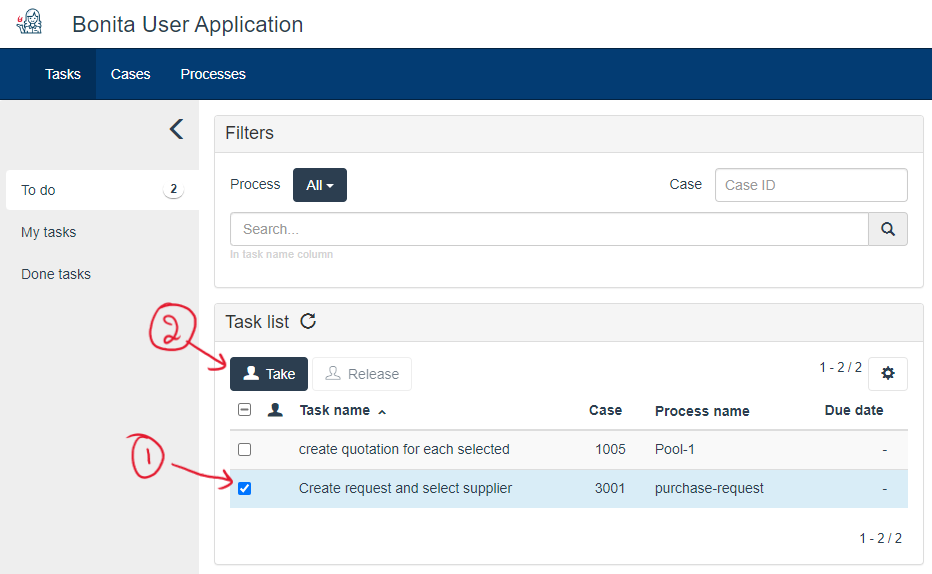 Bonita User Application
Tasks Cases Processes
To do 2
My tasks
Done tasks
Filters
Process All Case Case ID
Search...
In task name column
Task list
2
Take Release 1 - 2 / 2
Task name Case Process name Due date
create quotation for each selected 1005 Pool-1 -
1
Create request and select supplier 3001 purchase-request -
1 - 2 / 2